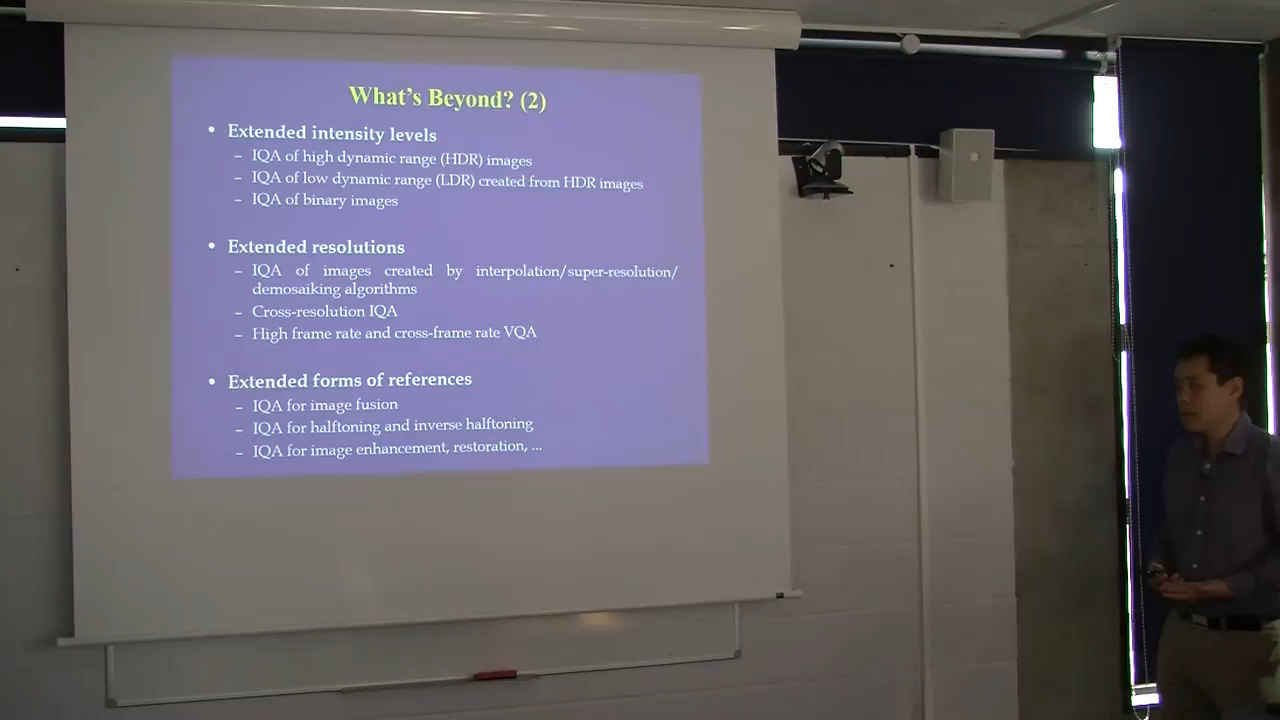 What's Beyond? (2)
• Extended intensity levels
– IQA of high dynamic range (HDR) images
– IQA of low dynamic range (LDR) created from HDR images
– IQA of binary images
• Extended resolutions
– IQA of images created by interpolation/super-resolution/
demosaiking algorithms
– Cross-resolution IQA
– High frame rate and cross-frame rate VQA
• Extended forms of references
– IQA for image fusion
– IQA for halftoning and inverse halftoning
– IQA for image enhancement, restoration, ...